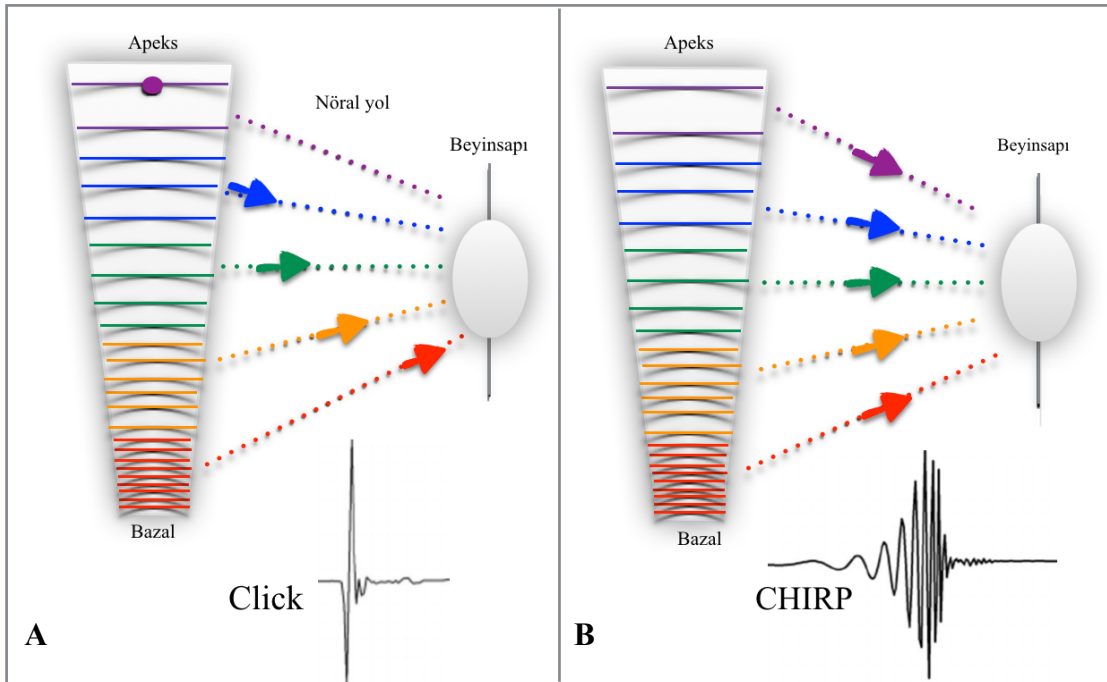 Apeks
Nöral yol
Beyinsapı
Bazal
Click
A
Apeks
Beyinsapı
Bazal
CHIRP
B